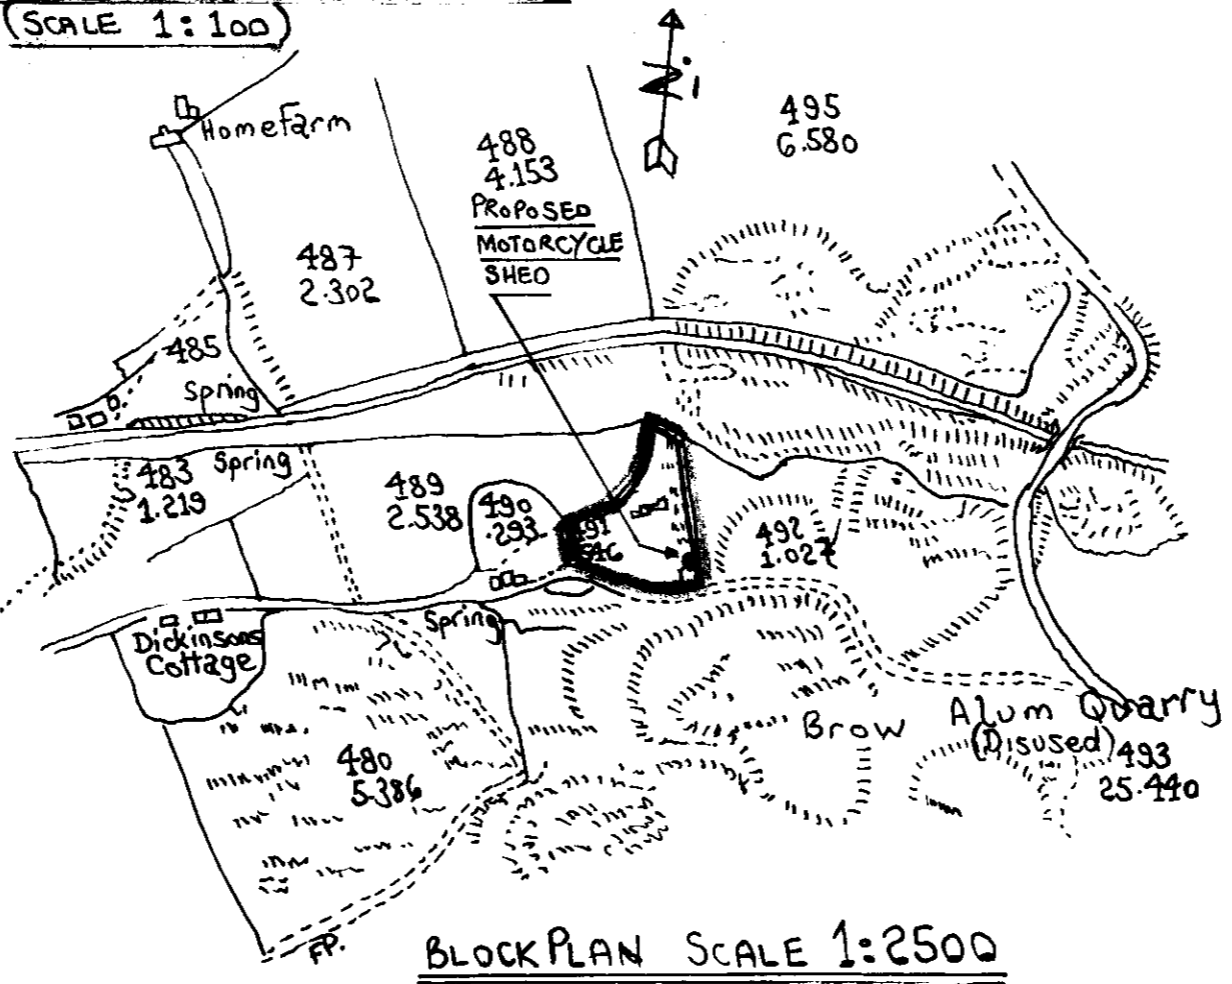 (SCALE 1:100)
N
Home Farm
495
6.580
488
4.153
PROPOSED
MOTORCYCLE
SHED
487
2.302
485
Spring
483
1.219
Spring
489
2.538
490
.293
492
1.027
Spring
Dickinsons
Cottage
480
5.386
Brow
Alum Quarry
(Disused)
493
25.440
FP.
BLOCK PLAN SCALE 1:2500